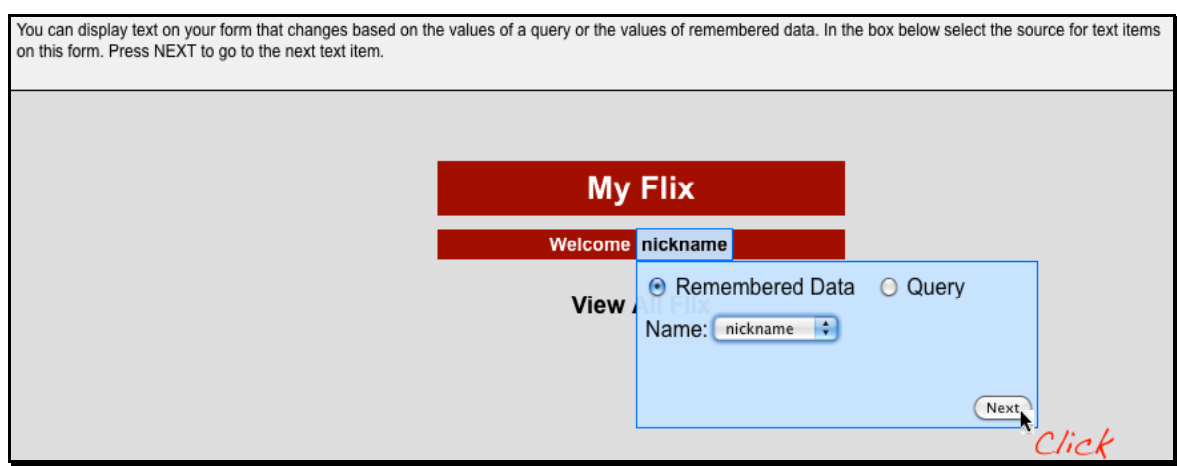 You can display text on your form that changes based on the values of a query or the values of remembered data. In the box below select the source for text items
on this form. Press NEXT to go to the next text item.
My Flix
Welcome nickname
Remembered Data Query
View All Flix
Name: nickname
Next
Click